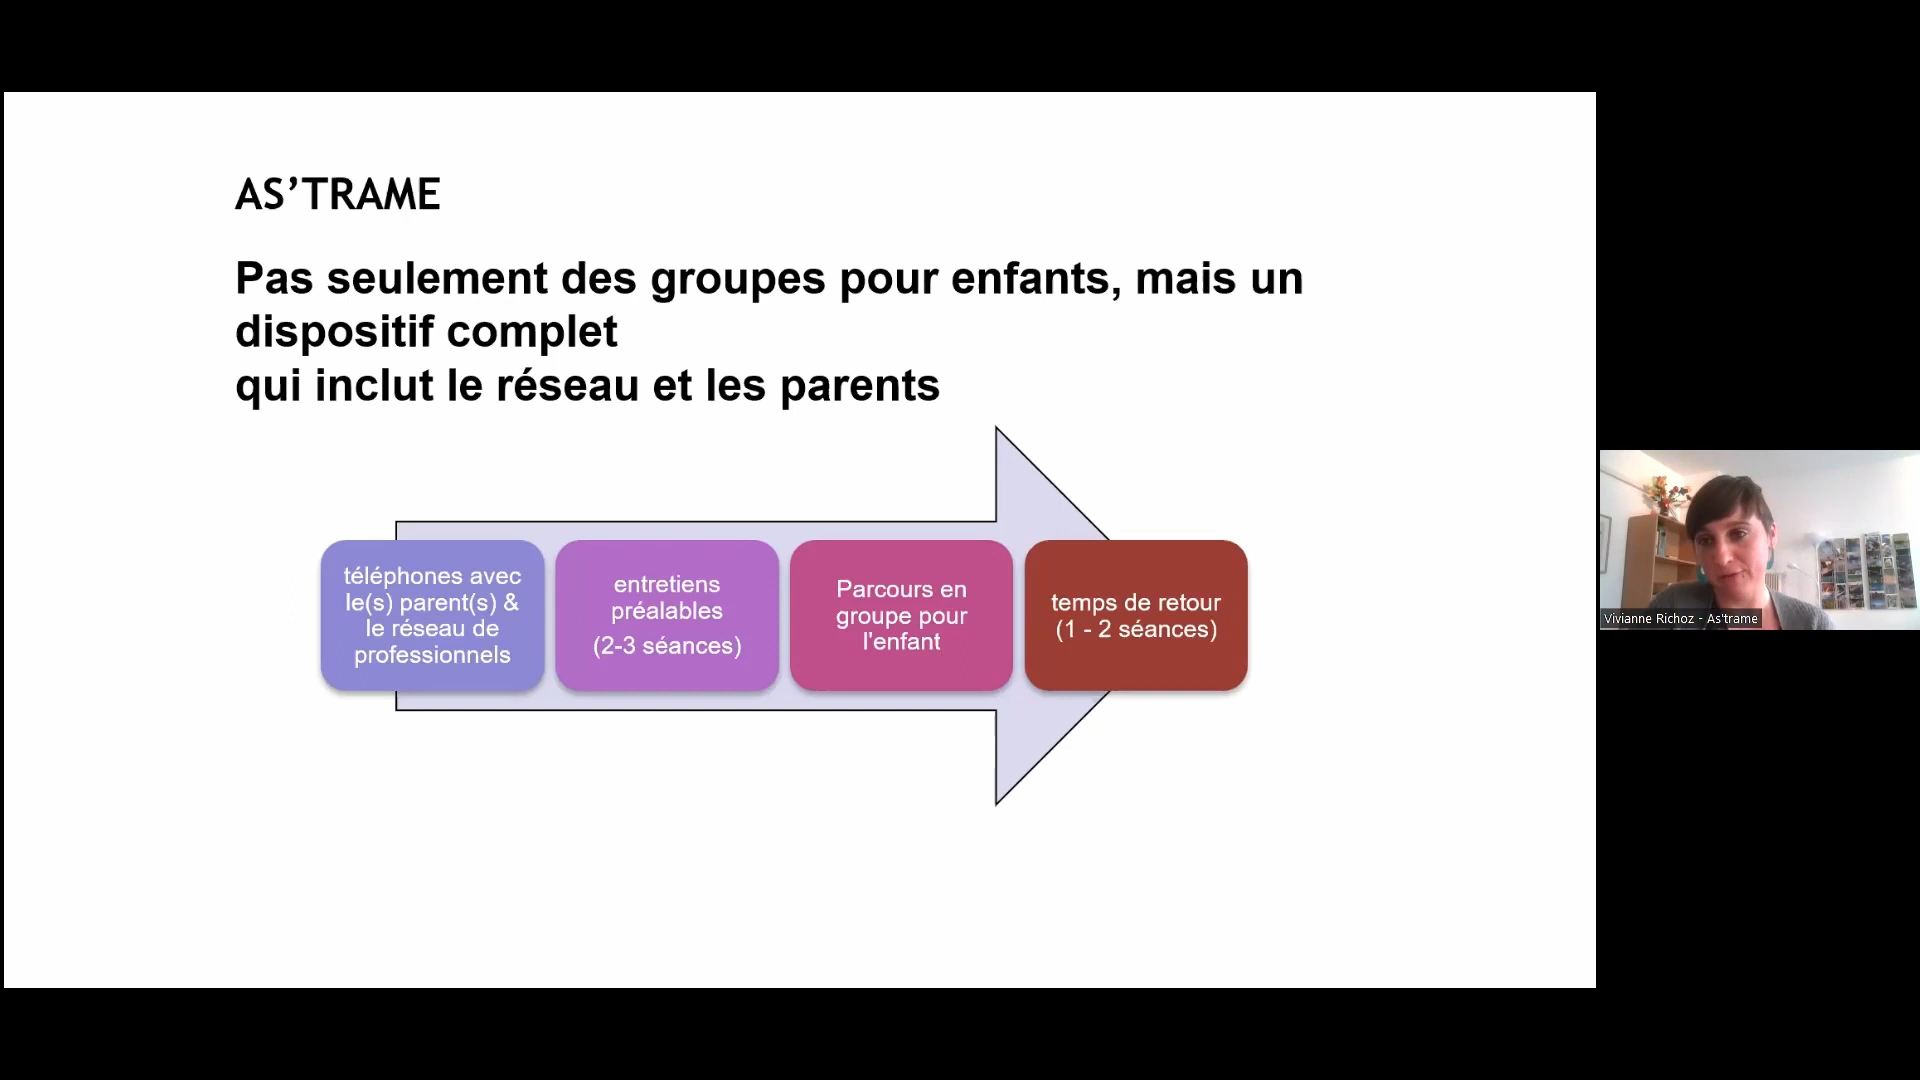 AS’TRAME
Pas seulement des groupes pour enfants, mais un
dispositif complet
qui inclut le réseau et les parents
téléphones avec
le(s) parent(s) &
le réseau de
professionnels
entretiens
préalables
(2-3 séances)
Parcours en
groupe pour
l'enfant
temps de retour
(1 - 2 séances)
Vivianne Richoz - As'trame